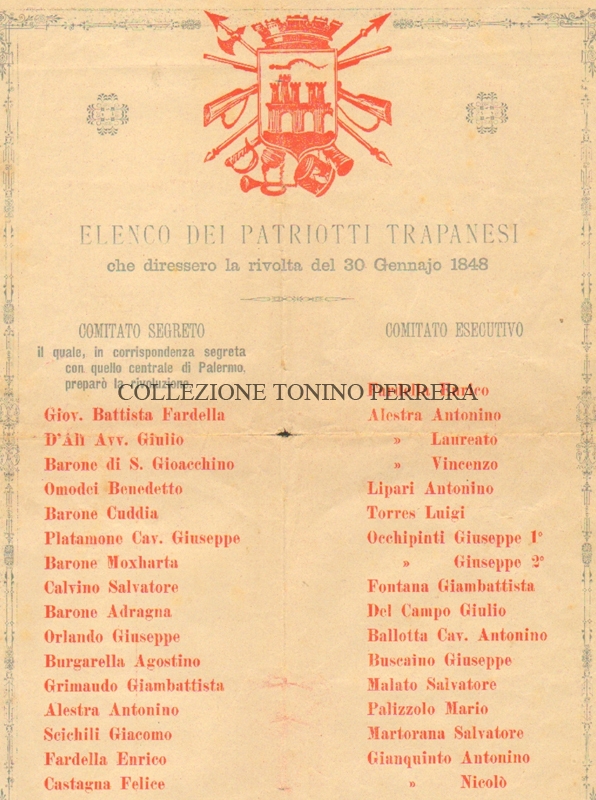 ELENCO DEI PATRIOTTI TRAPANESI
che diressero la rivolta del 30 Gennajo 1848
COMITATO SEGRETO
il quale, in corrispondenza segreta
con quello centrale di Palermo,
preparò la rivoluzione.
Giov. Battista Fardella
D'Alì Avv. Giulio
Barone di S. Gioacchino
Omodei Benedetto
Barone Cuddia
Platamone Cav. Giuseppe
Barone Moxharta
Calvino Salvatore
Barone Adragna
Orlando Giuseppe
Burgarella Agostino
Grimaudo Giambattista
Alestra Antonino
Scichili Giacomo
Fardella Enrico
Castagna Felice
COMITATO ESECUTIVO
Fardella Enrico
Alestra Antonino
» Laureato
» Vincenzo
Lipari Antonino
Torres Luigi
Occhipinti Giuseppe 1°
» Giuseppe 2°
Fontana Giambattista
Del Campo Giulio
Ballotta Cav. Antonino
Buscaino Giuseppe
Malato Salvatore
Palizzolo Mario
Martorana Salvatore
Gianquinto Antonino
» Nicolò
COLLEZIONE TONINO PERRERA